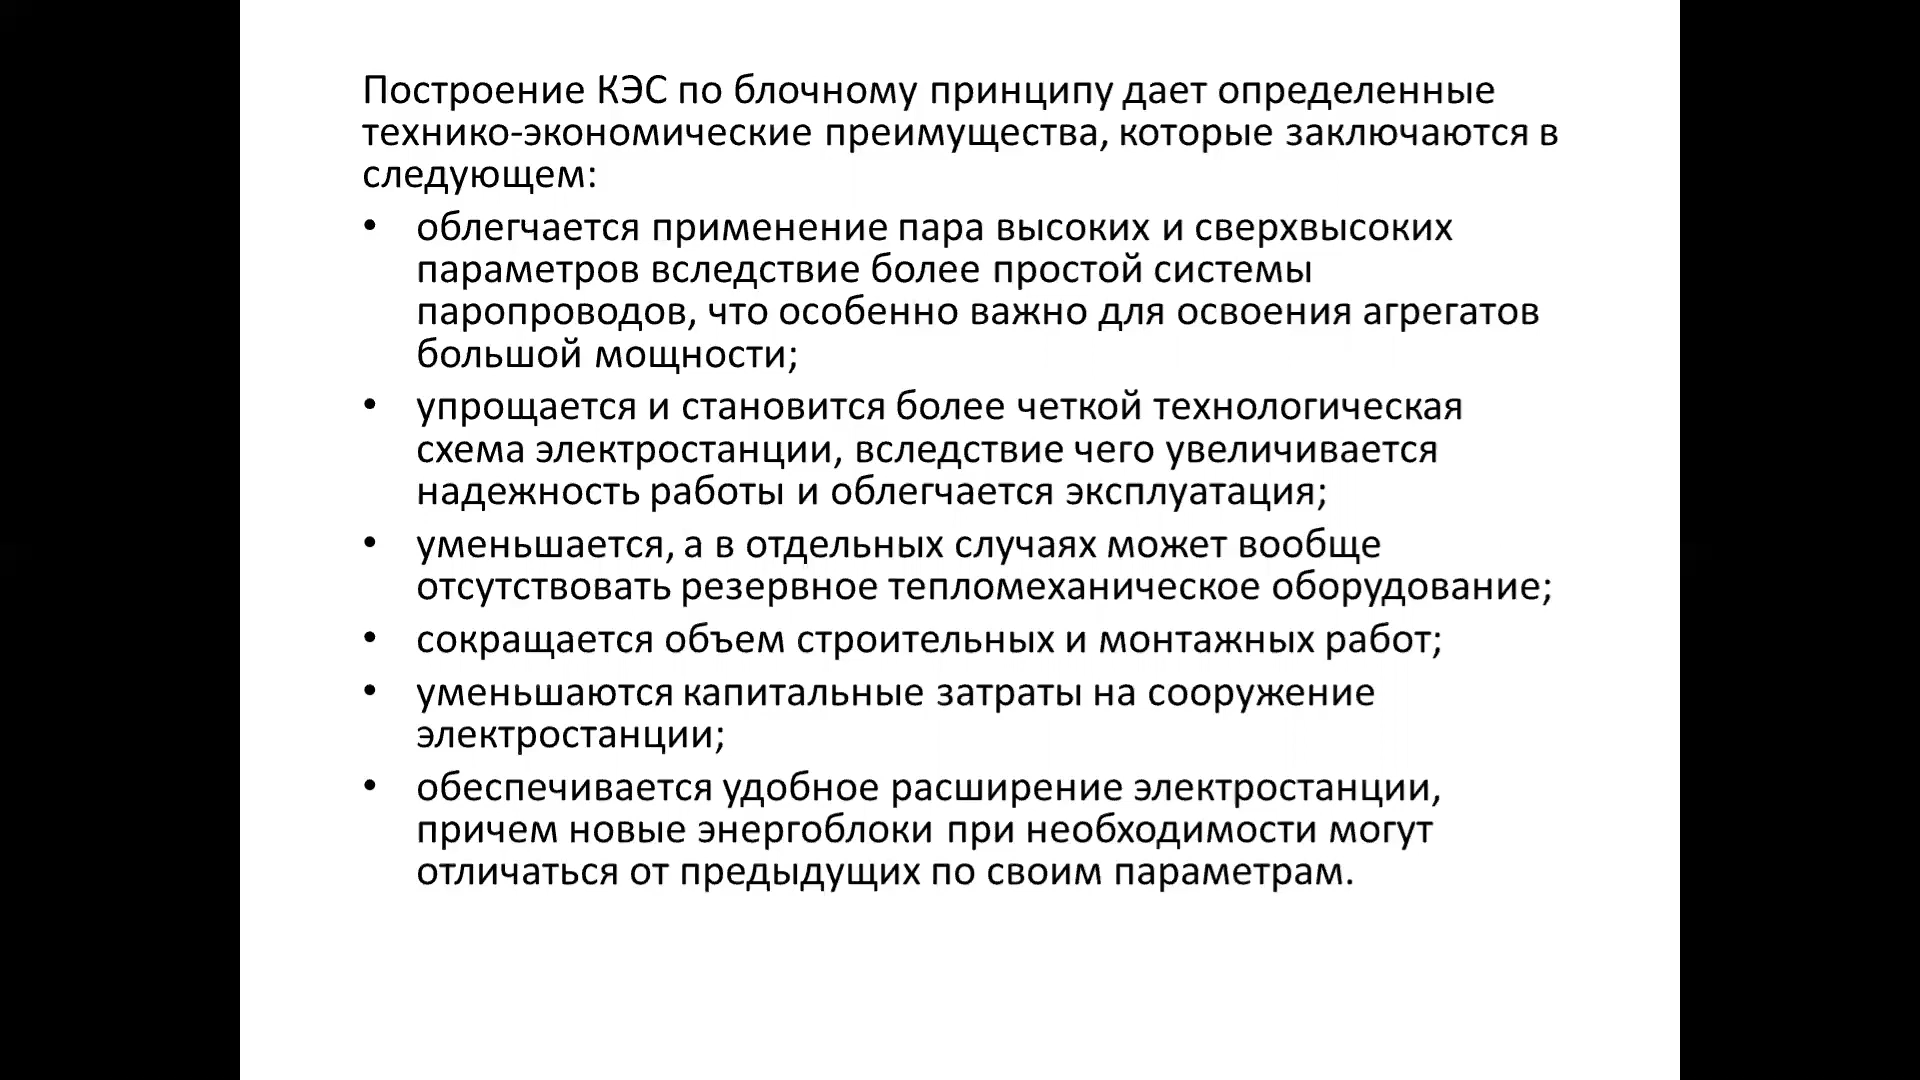 Построение КЭС по блочному принципу дает определенные
технико-экономические преимущества, которые заключаются в
следующем:
• облегчается применение пара высоких и сверхвысоких
параметров вследствие более простой системы
паропроводов, что особенно важно для освоения агрегатов
большой мощности;
• упрощается и становится более четкой технологическая
схема электростанции, вследствие чего увеличивается
надежность работы и облегчается эксплуатация;
• уменьшается, а в отдельных случаях может вообще
отсутствовать резервное тепломеханическое оборудование;
• сокращается объем строительных и монтажных работ;
• уменьшаются капитальные затраты на сооружение
электростанции;
• обеспечивается удобное расширение электростанции,
причем новые энергоблоки при необходимости могут
отличаться от предыдущих по своим параметрам.